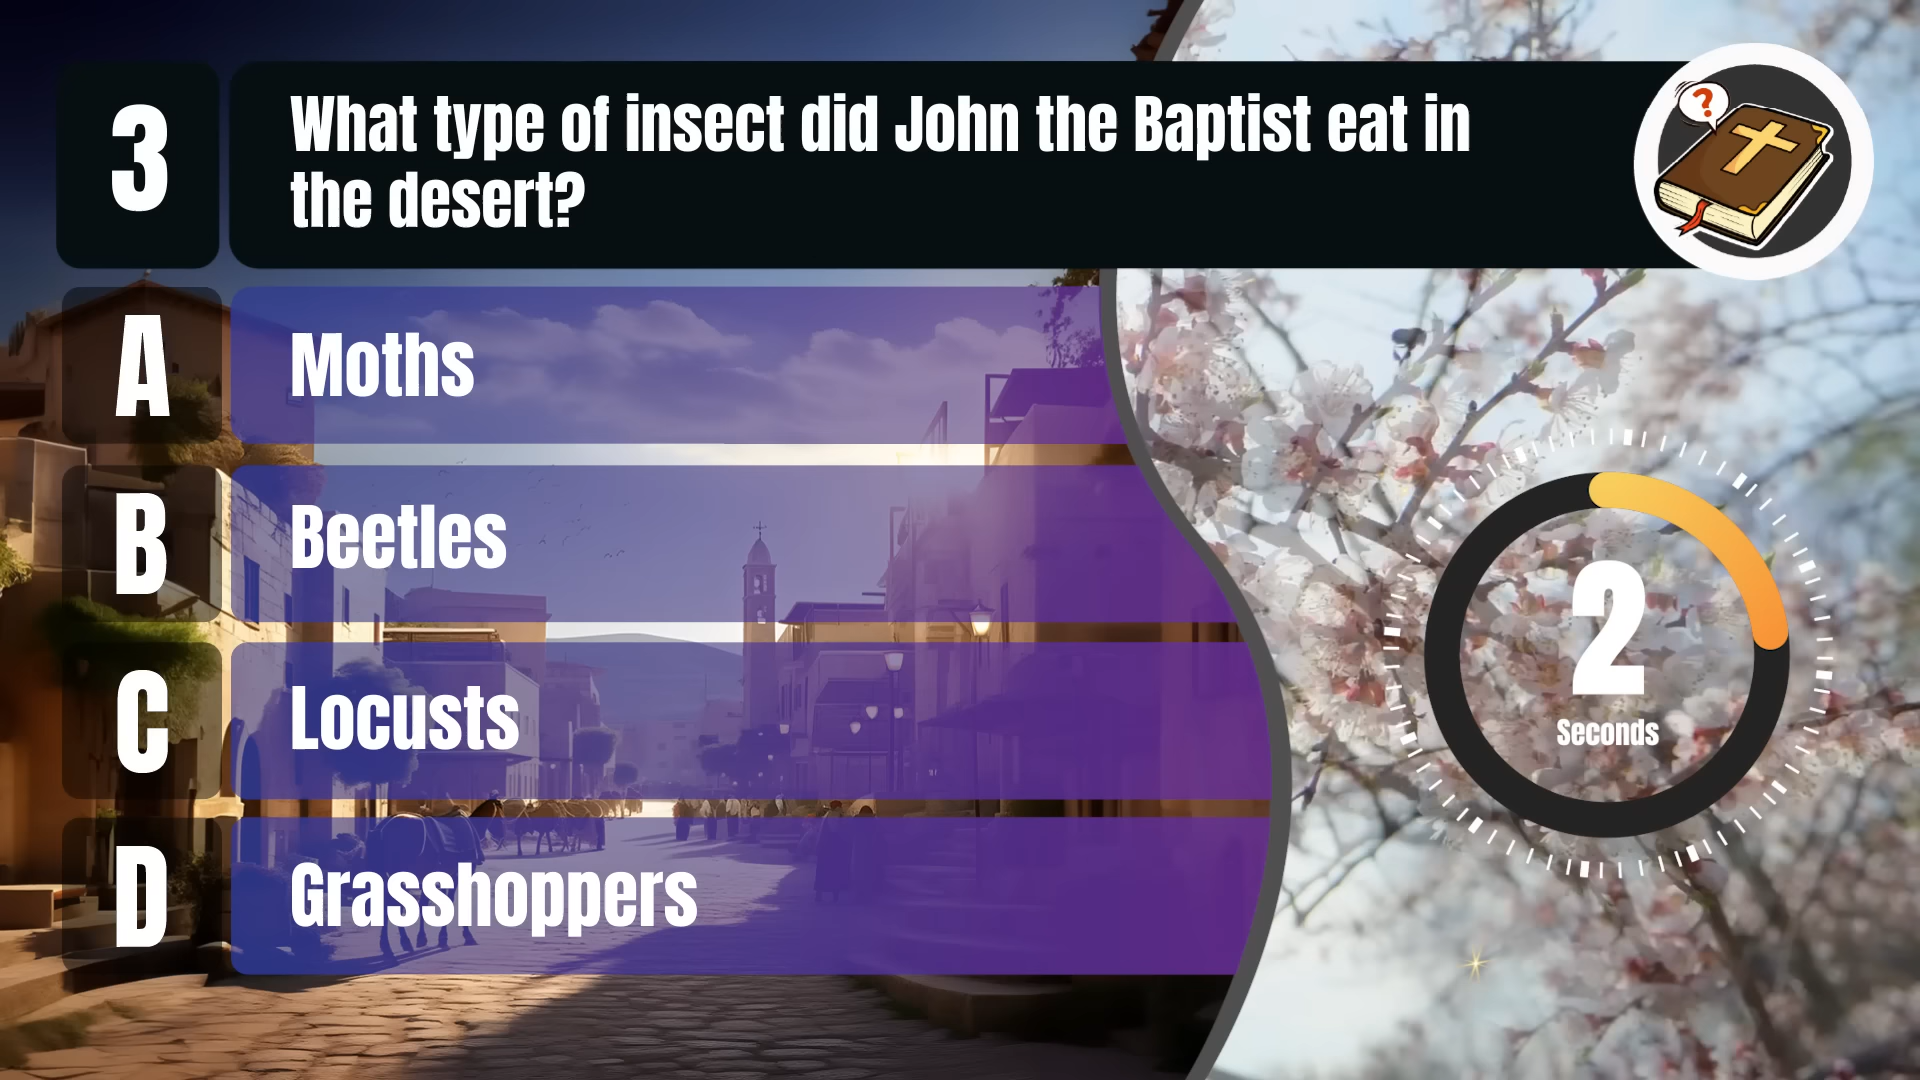 3
What type of insect did John the Baptist eat in
the desert?
?
A
Moths
B
Beetles
C
Locusts
D
Grasshoppers
2
Seconds